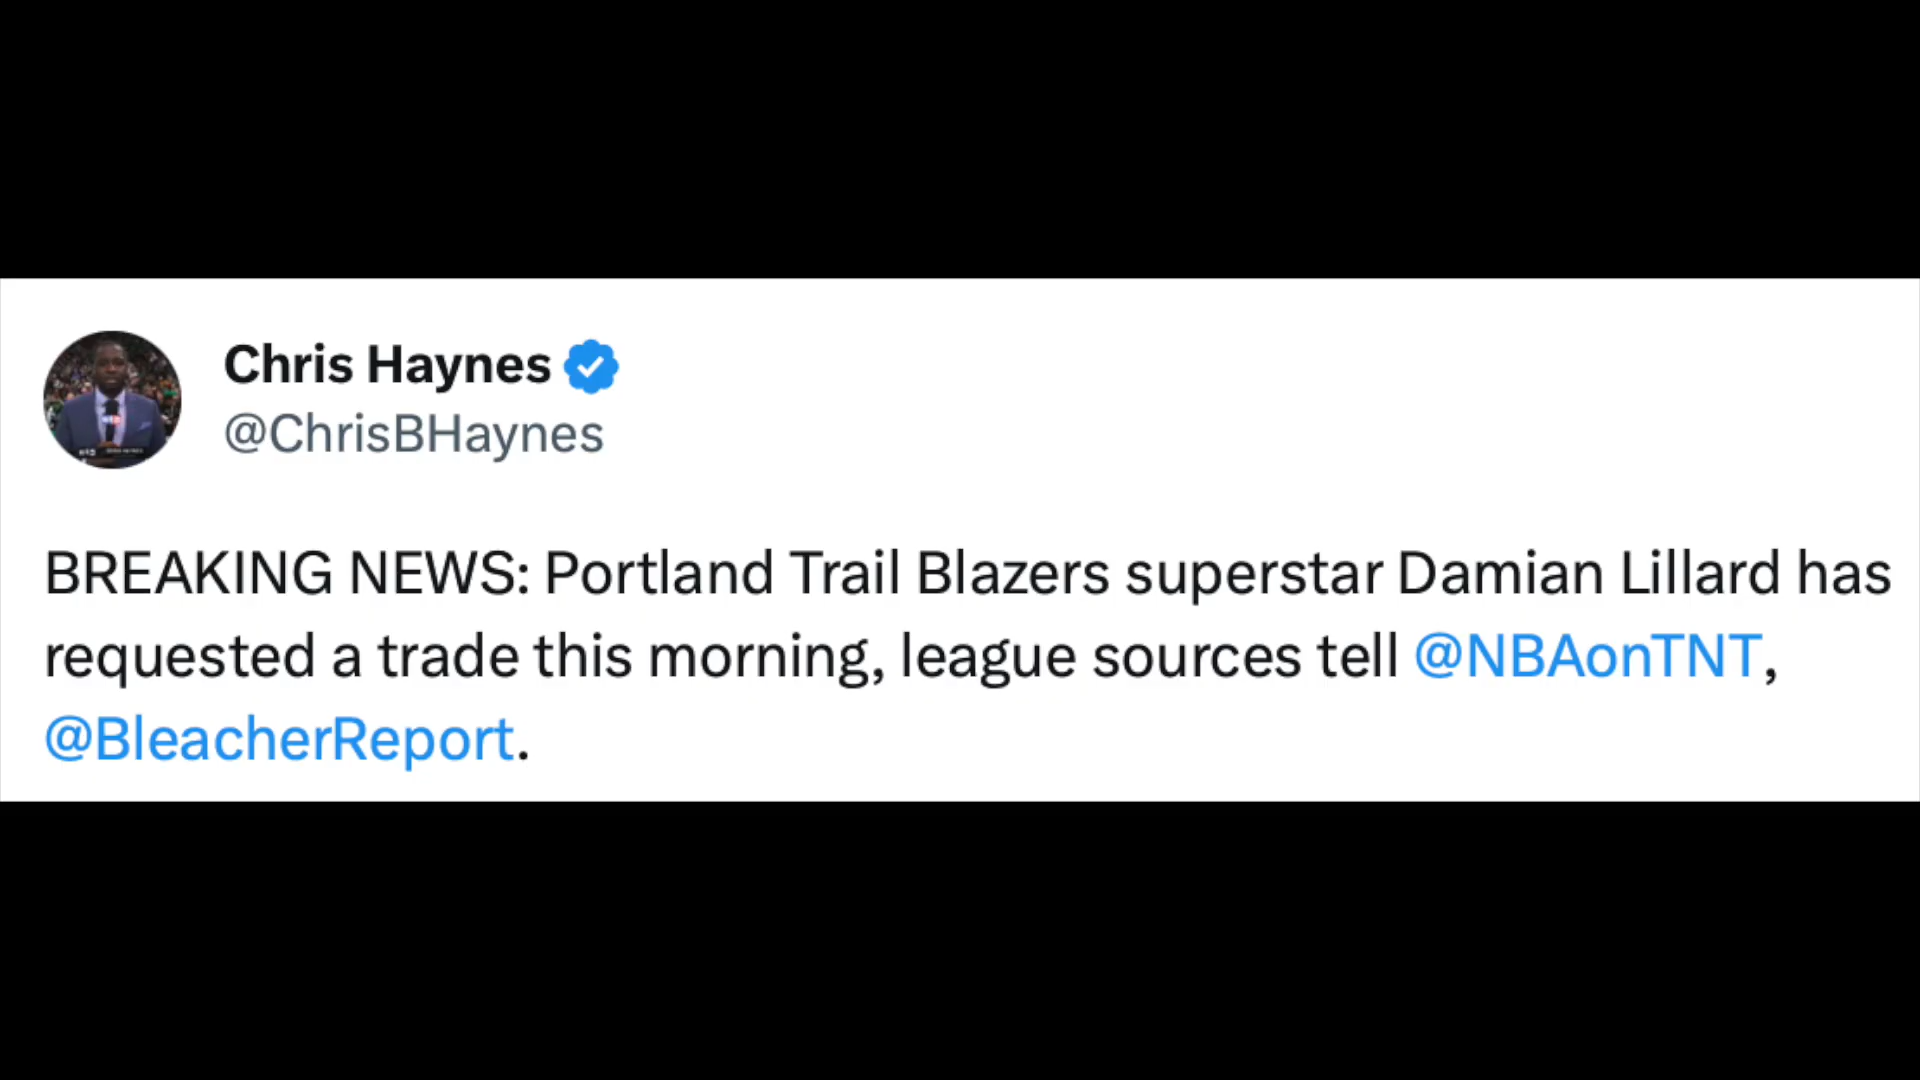 Chris Haynes
@ChrisBHaynes
BREAKING NEWS: Portland Trail Blazers superstar Damian Lillard has
requested a trade this morning, league sources tell @NBAonTNT,
@BleacherReport.